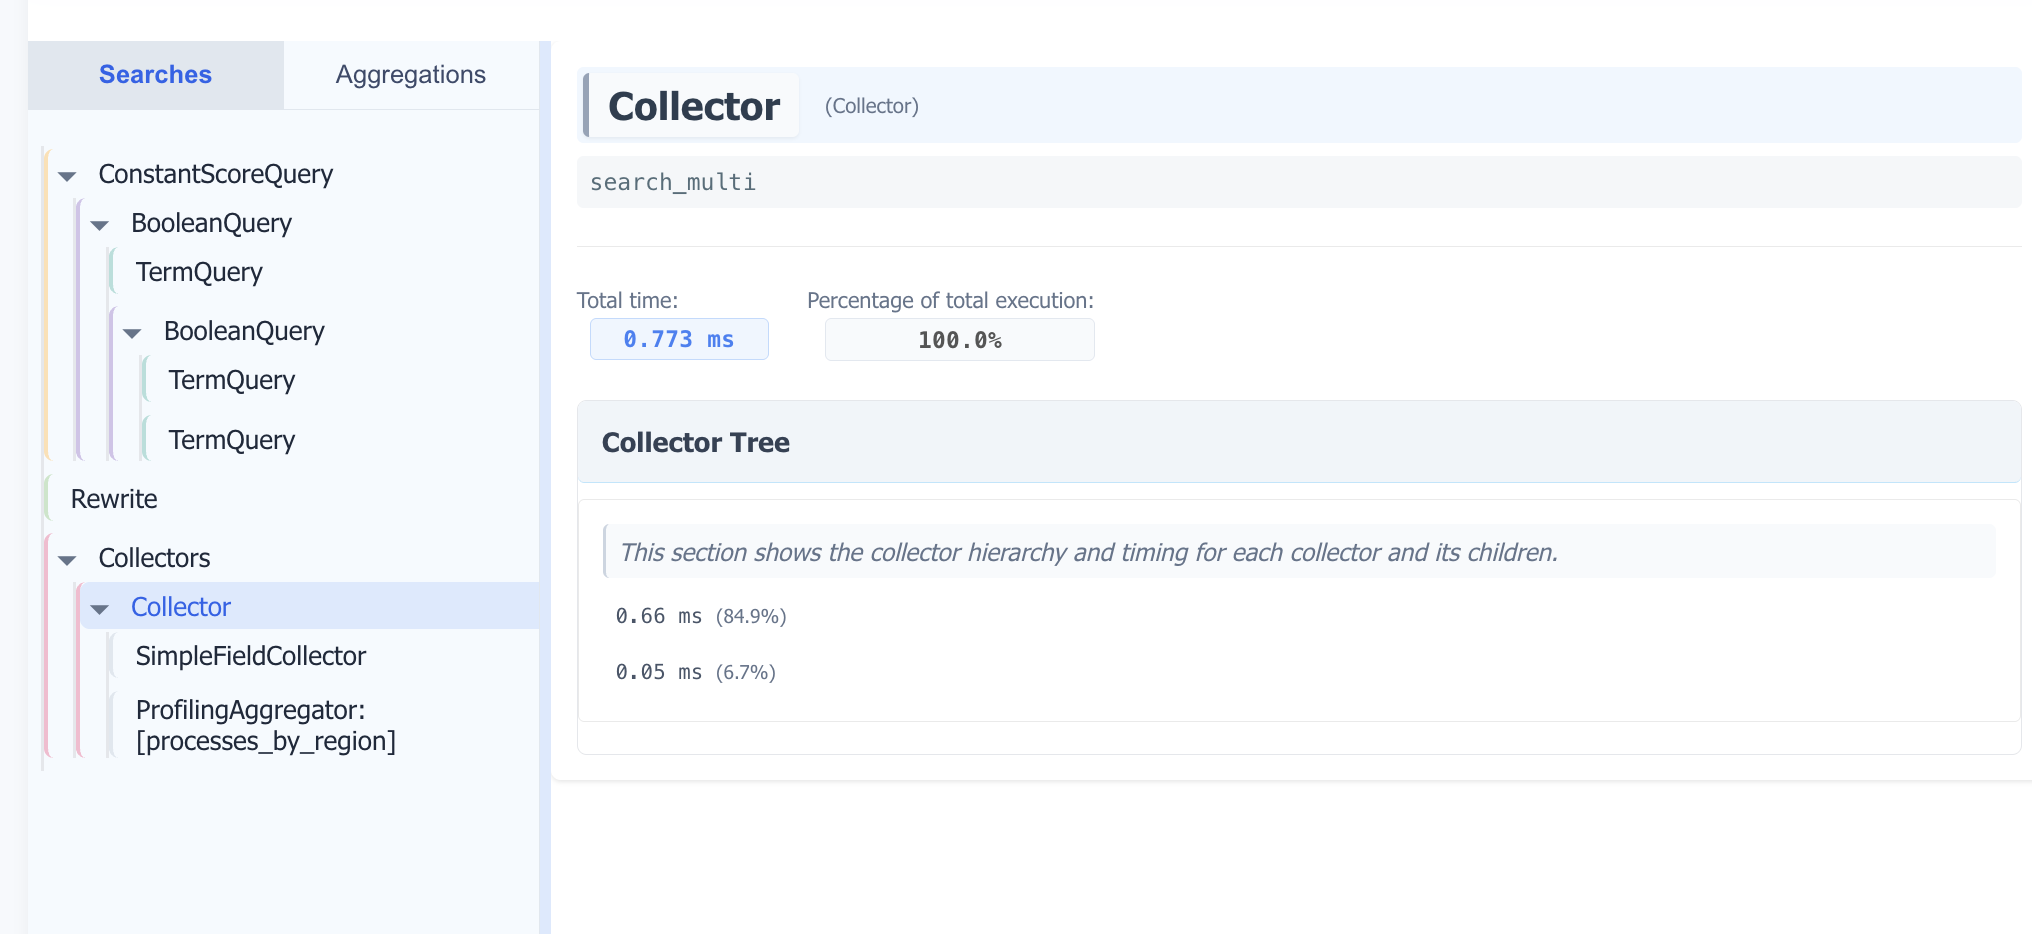 Searches
Aggregations
ConstantScoreQuery
BooleanQuery
TermQuery
BooleanQuery
TermQuery
TermQuery
Rewrite
Collectors
Collector
SimpleFieldCollector
ProfilingAggregator:
[processes_by_region]
Collector (Collector)
search_multi
Total time: Percentage of total execution:
0.773 ms 100.0%
Collector Tree
This section shows the collector hierarchy and timing for each collector and its children.
0.66 ms (84.9%)
0.05 ms (6.7%)